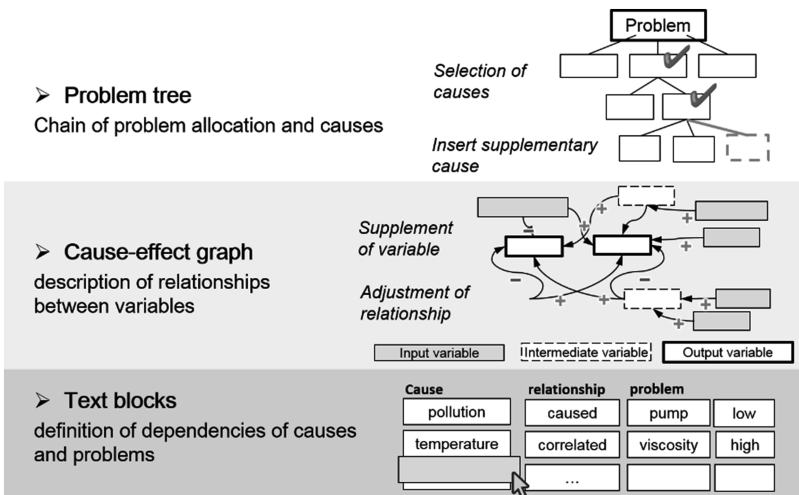 Problem
Selection of
causes
➢ Problem tree
Chain of problem allocation and causes
Insert supplementary
cause
Supplement
of variable
➢ Cause-effect graph
description of relationships
between variables
Adjustment of
relationship
+ + + + + + + + + − − −
Input variable Intermediate variable Output variable
➢ Text blocks
definition of dependencies of causes
and problems
Cause relationship problem
pollution caused pump low
temperature correlated viscosity high
...